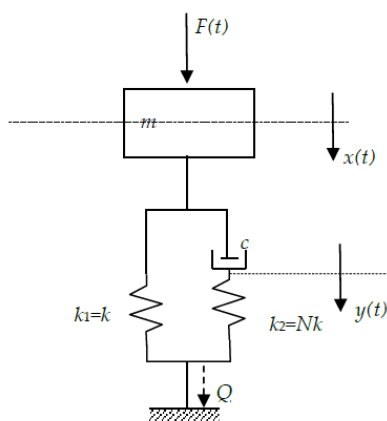 F(t)
m
x(t)
c
k₁=k
k₂=Nk
y(t)
Q